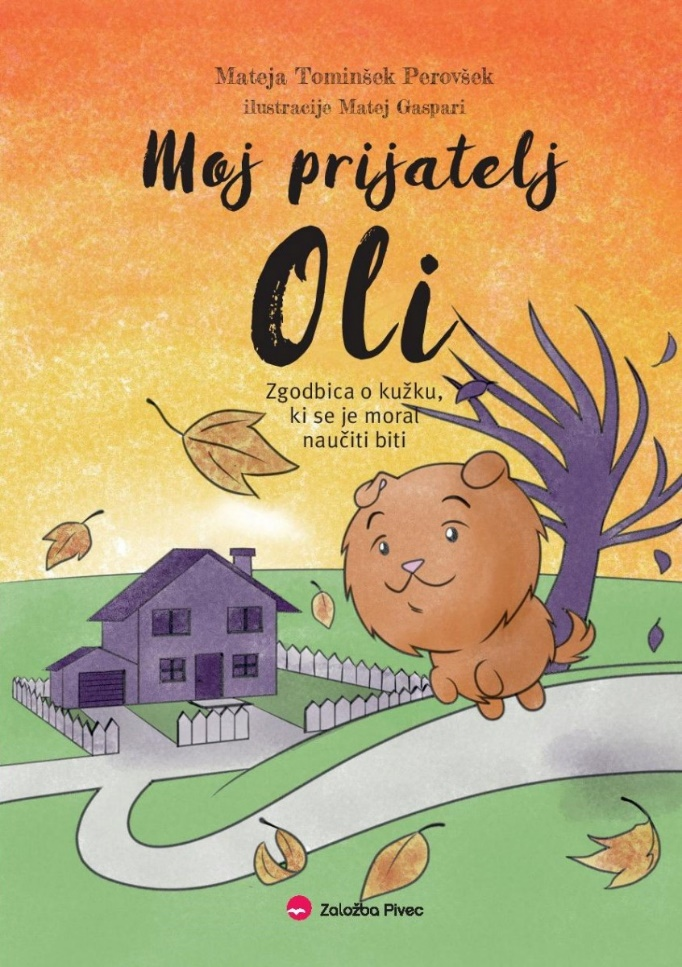 Mateja Tominšek Perovšek
ilustracije Matej Gaspari
Moj prijatelj
Oli
Zgodbica o kužku,
ki se je moral
naučiti biti
Založba Pivec